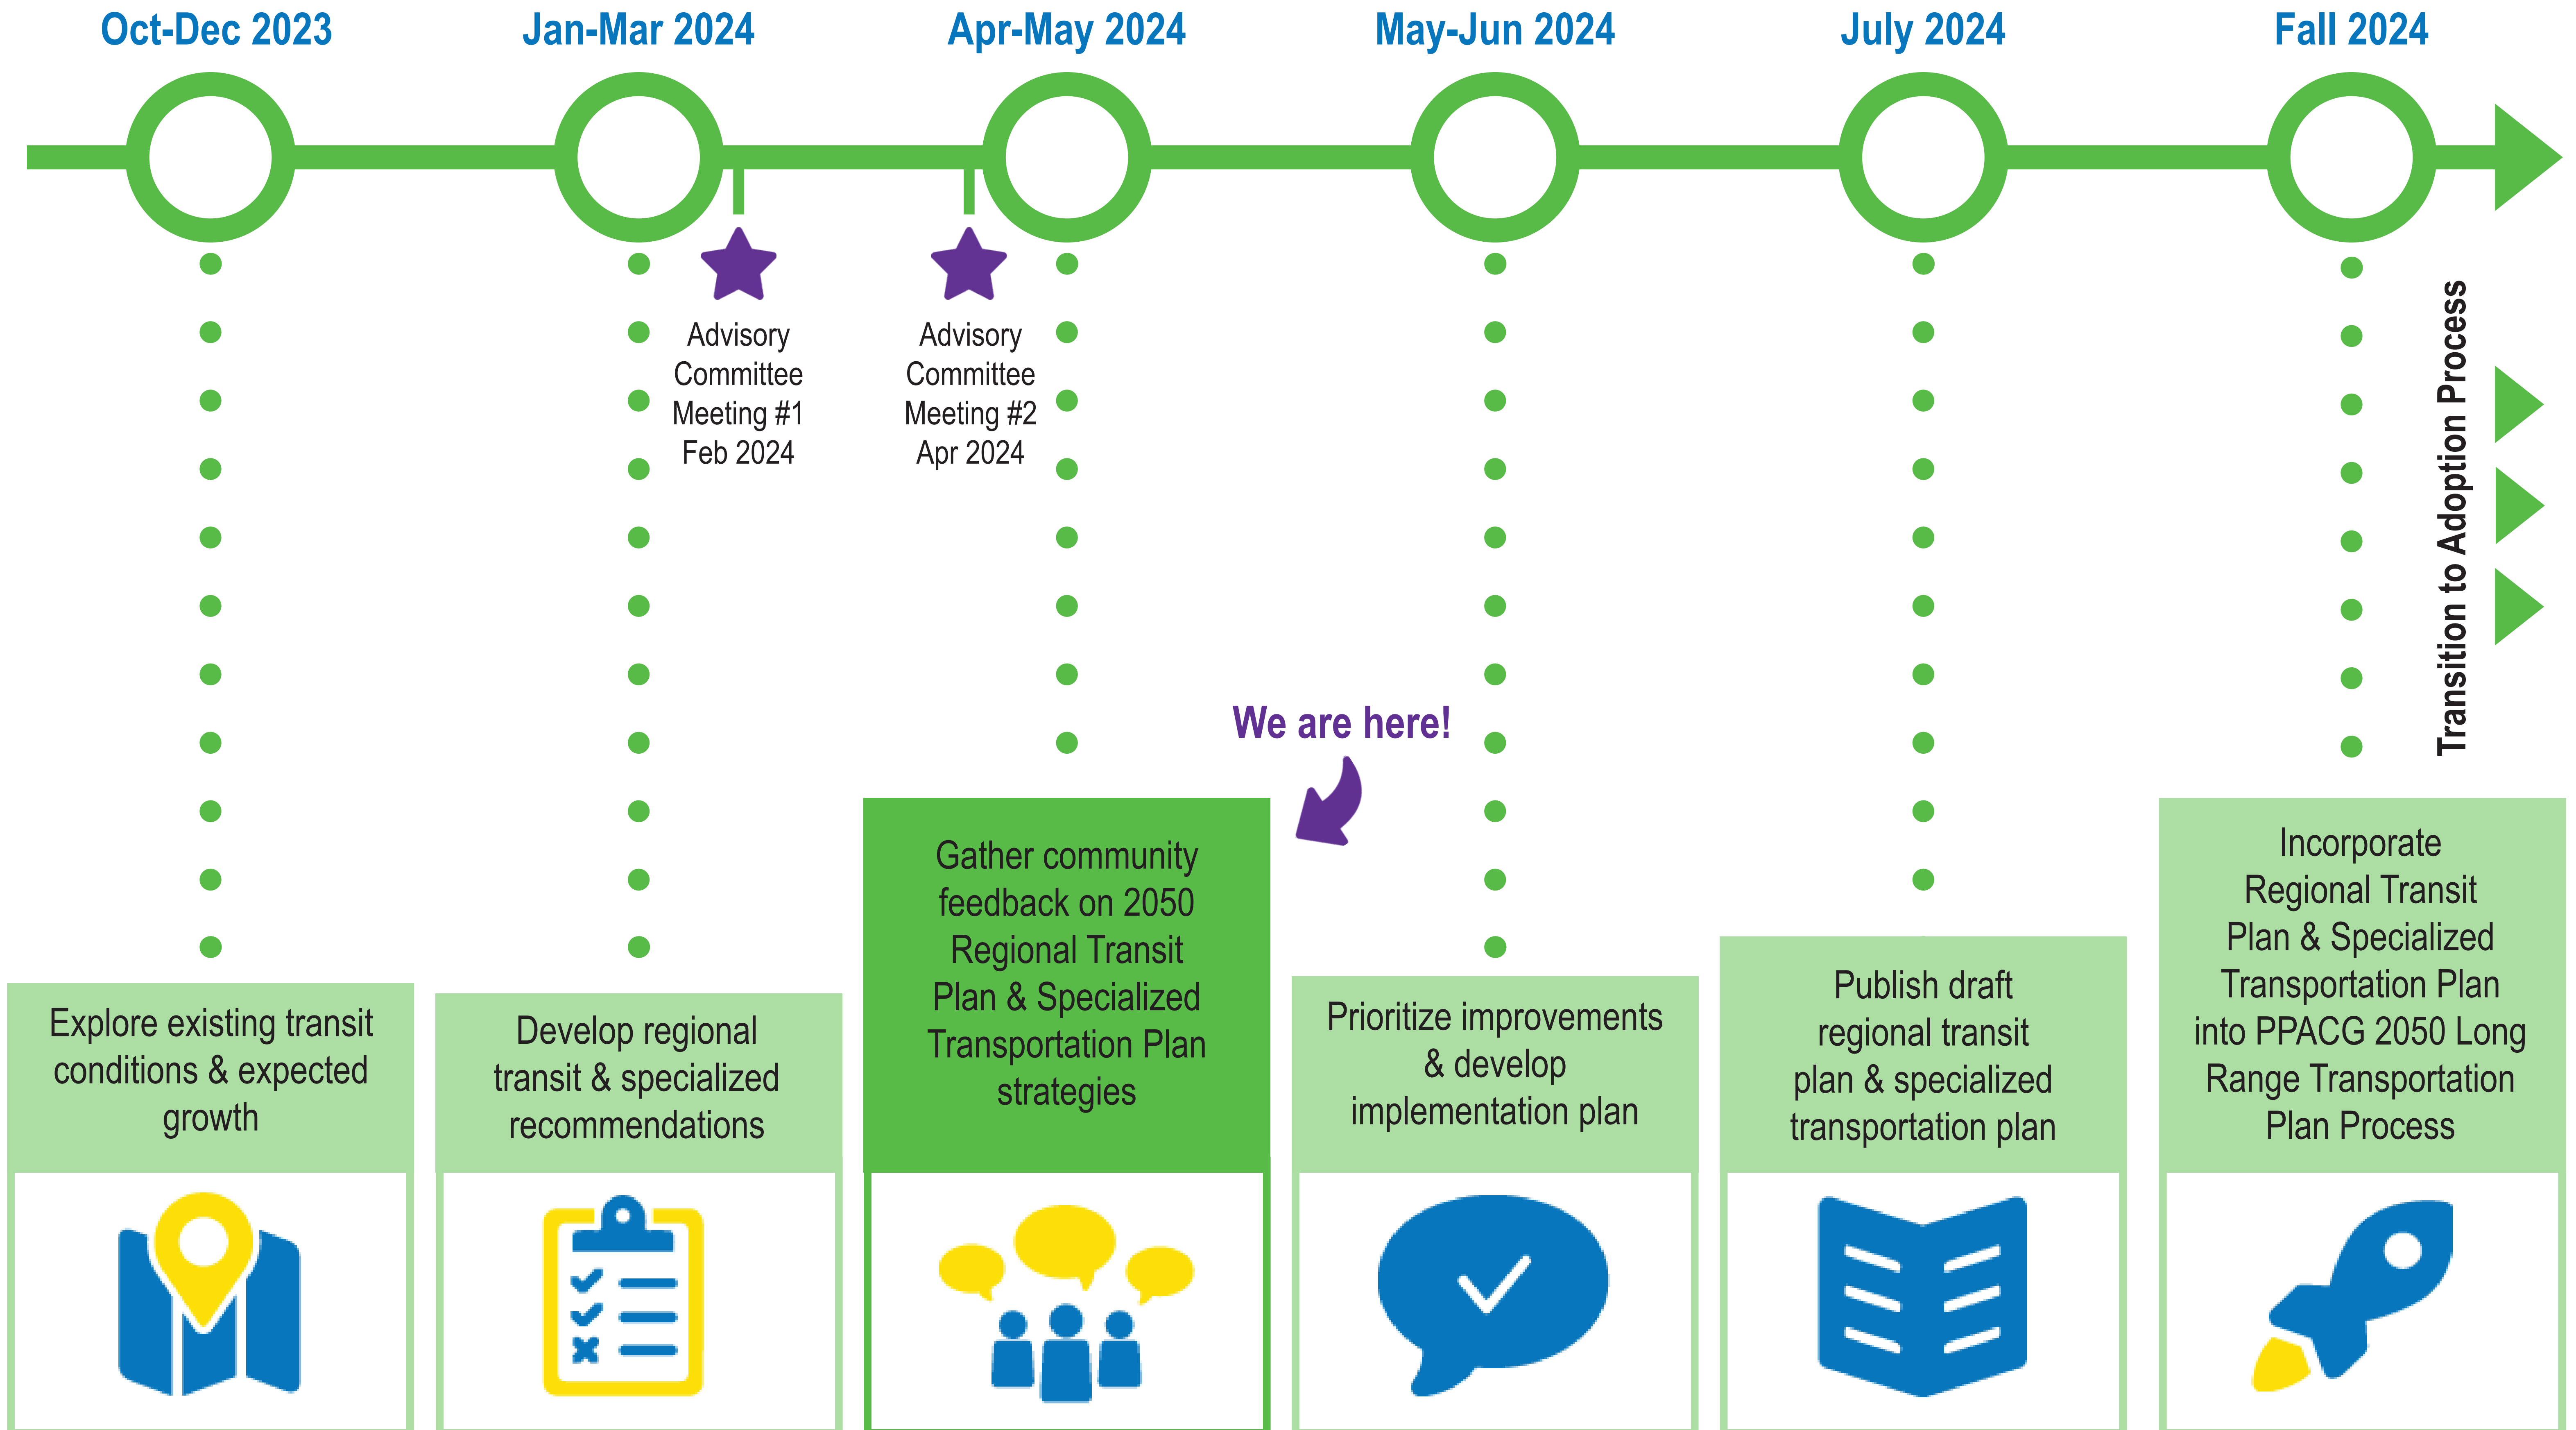 Oct-Dec 2023
Jan-Mar 2024
Apr-May 2024
May-Jun 2024
July 2024
Fall 2024
Advisory
Committee
Meeting #1
Feb 2024
Advisory
Committee
Meeting #2
Apr 2024
Transition to Adoption Process
We are here!
Explore existing transit
conditions & expected
growth
Develop regional
transit & specialized
recommendations
Gather community
feedback on 2050
Regional Transit
Plan & Specialized
Transportation Plan
strategies
Prioritize improvements
& develop
implementation plan
Publish draft
regional transit
plan & specialized
transportation plan
Incorporate
Regional Transit
Plan & Specialized
Transportation Plan
into PPACG 2050 Long
Range Transportation
Plan Process